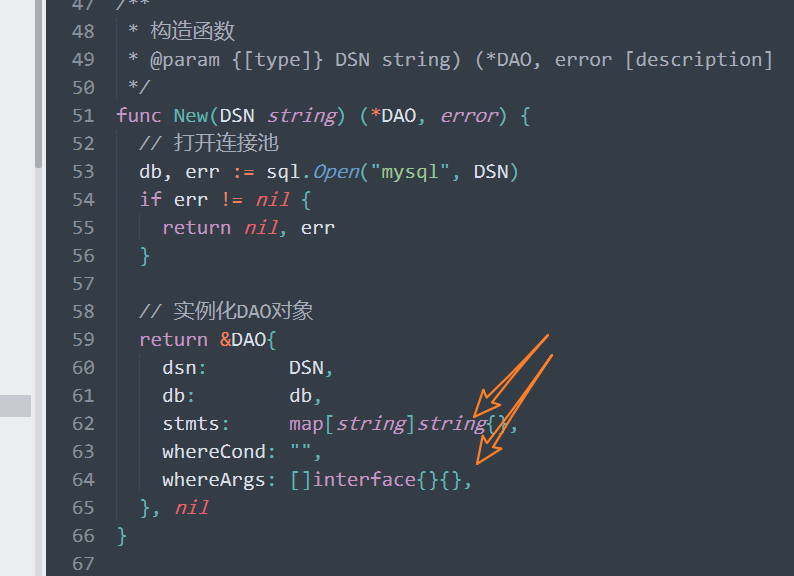 47 /**
48  * 构造函数
49  * @param {[type]} DSN string) (*DAO, error [description]
50  */
51 func New(DSN string) (*DAO, error) {
52   // 打开连接池
53   db, err := sql.Open("mysql", DSN)
54   if err != nil {
55     return nil, err
56   }
57
58   // 实例化DAO对象
59   return &DAO{
60     dsn:       DSN,
61     db:        db,
62     stmts:     map[string]string{},
63     whereCond: "",
64     whereArgs: []interface{}{},
65   }, nil
66 }
67